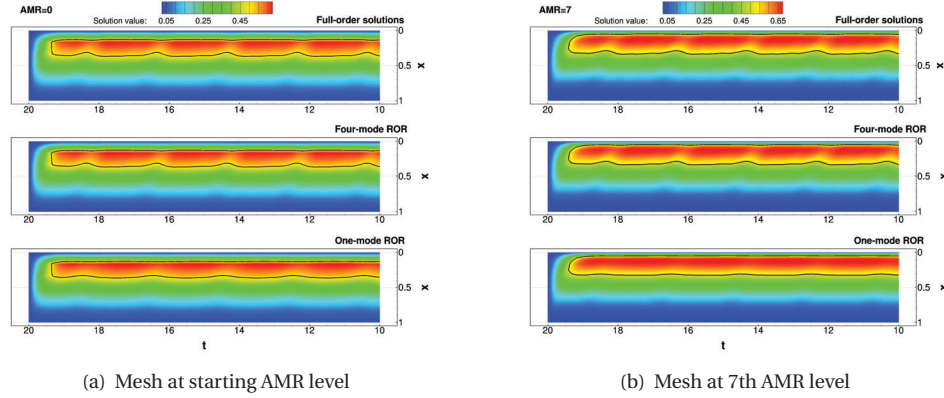 AMR=0
Solution value: 0.05 0.25 0.45
Full-order solutions
0
0.5
x
1
20 18 16 14 12 10
Four-mode ROR
0
0.5
x
1
20 18 16 14 12 10
One-mode ROR
0
0.5
x
1
20 18 16 14 12 10
t
(a) Mesh at starting AMR level
AMR=7
Solution value: 0.05 0.25 0.45 0.65
Full-order solutions
0
0.5
x
1
20 18 16 14 12 10
Four-mode ROR
0
0.5
x
1
20 18 16 14 12 10
One-mode ROR
0
0.5
x
1
20 18 16 14 12 10
t
(b) Mesh at 7th AMR level